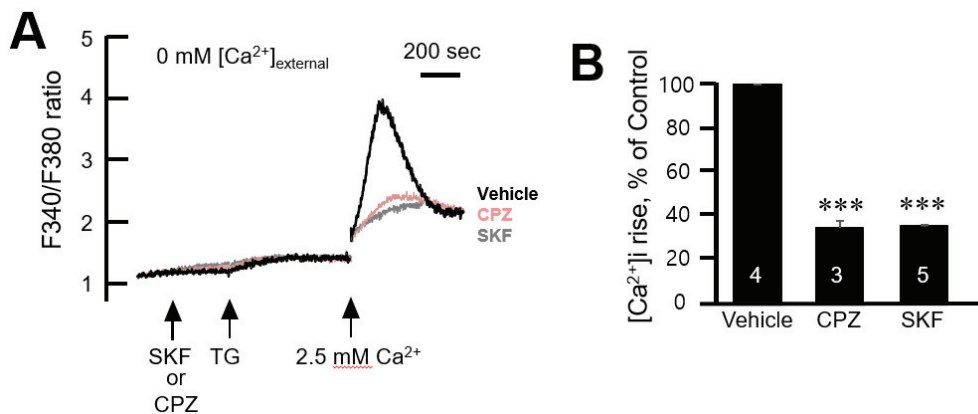 A
5
4
3
2
1
F340/F380 ratio
0 mM [Ca²⁺]external
200 sec
Vehicle
CPZ
SKF
SKF
or
CPZ
TG
2.5 mM Ca²⁺
B
100
80
60
40
20
0
[Ca²⁺]i rise, % of Control
***
***
4
3
5
Vehicle
CPZ
SKF